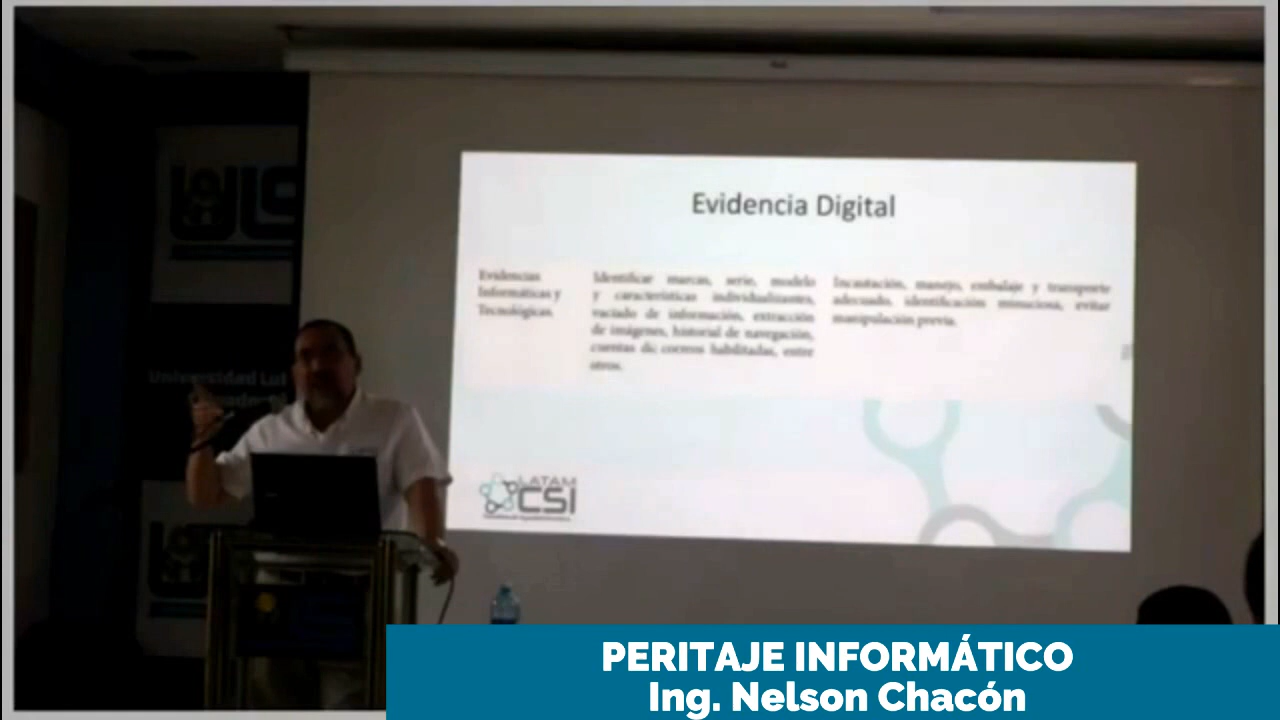 Evidencia Digital
Evidencias
Informáticas y
Tecnológicas.
Identificar marcas, serie, modelo
y características individualizantes,
vaciado de información, extracción
de imágenes, historial de navegación,
cuentas de correos habilitadas, entre
otros.
Incautación, manejo, embalaje y transporte
adecuado, identificación minuciosa, evitar
manipulación previa.
LATAM
CSI
Universidad
PERITAJE INFORMÁTICO
Ing. Nelson Chacón